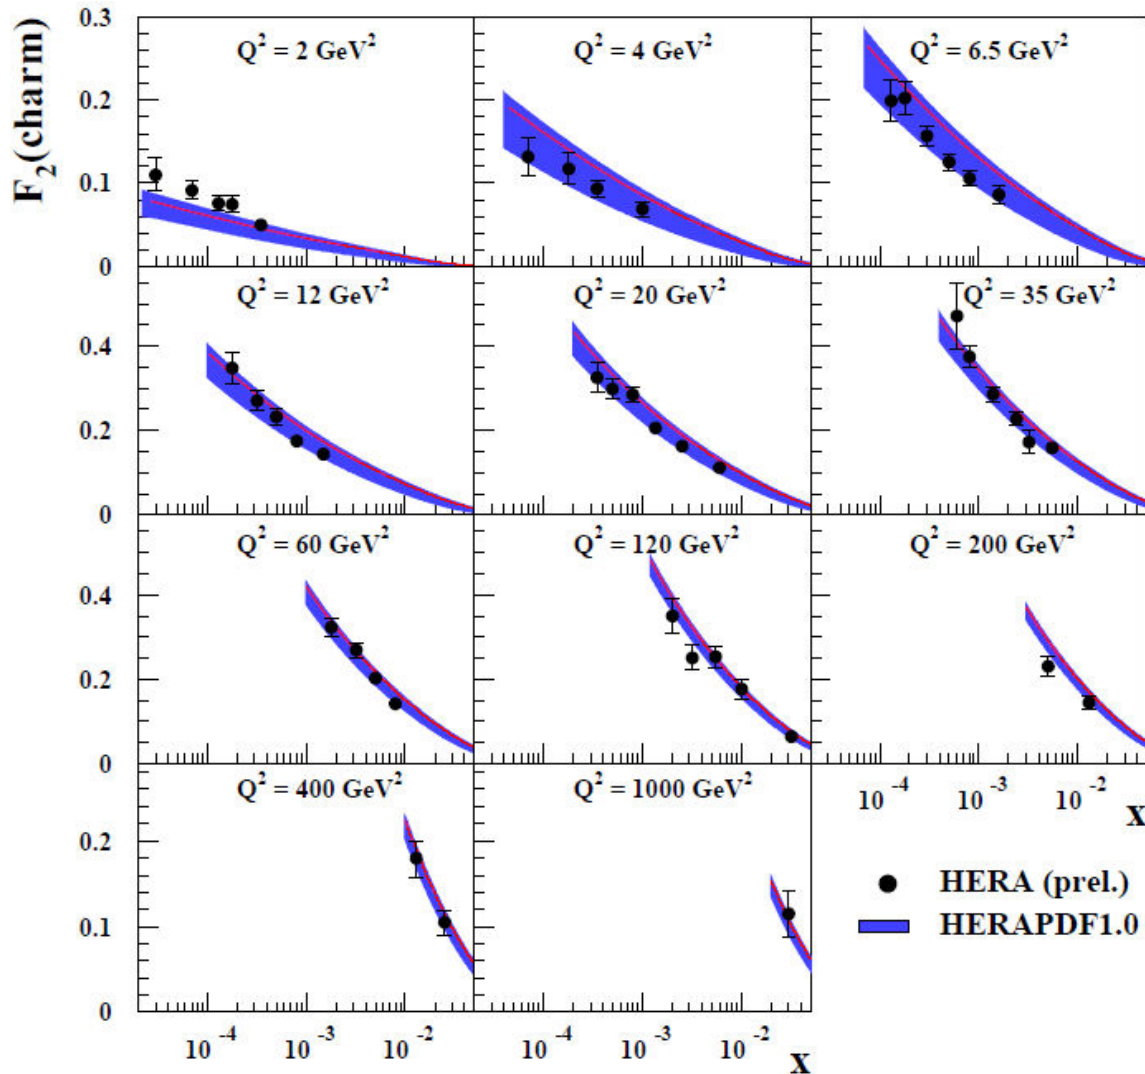 F₂(charm)
0.3
0.2
0.1
0
Q² = 2 GeV²
Q² = 4 GeV²
Q² = 6.5 GeV²
0.4
0.2
0
Q² = 12 GeV²
Q² = 20 GeV²
Q² = 35 GeV²
0.4
0.2
0
Q² = 60 GeV²
Q² = 120 GeV²
Q² = 200 GeV²
10⁻⁴ 10⁻³ 10⁻² x
0.2
0
Q² = 400 GeV²
Q² = 1000 GeV²
HERA (prel.)
HERAPDF1.0
10⁻⁴ 10⁻³ 10⁻² 10⁻⁴ 10⁻³ 10⁻² x